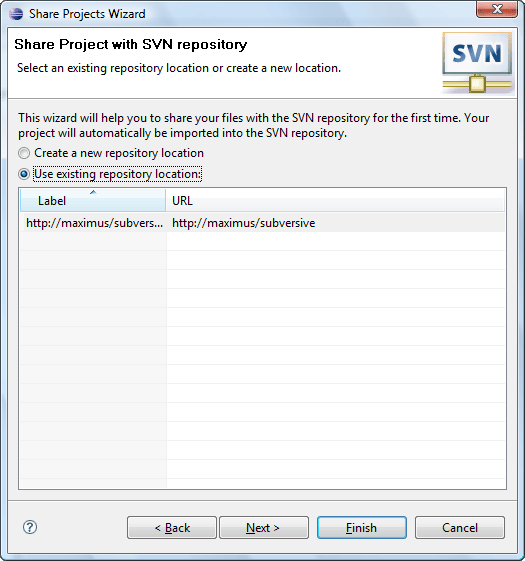 Share Projects Wizard
Share Project with SVN repository
Select an existing repository location or create a new location.
SVN
This wizard will help you to share your files with the SVN repository for the first time. Your
project will automatically be imported into the SVN repository.
Create a new repository location
Use existing repository location:
Label URL
http://maximus/subvers... http://maximus/subversive
? < Back Next > Finish Cancel